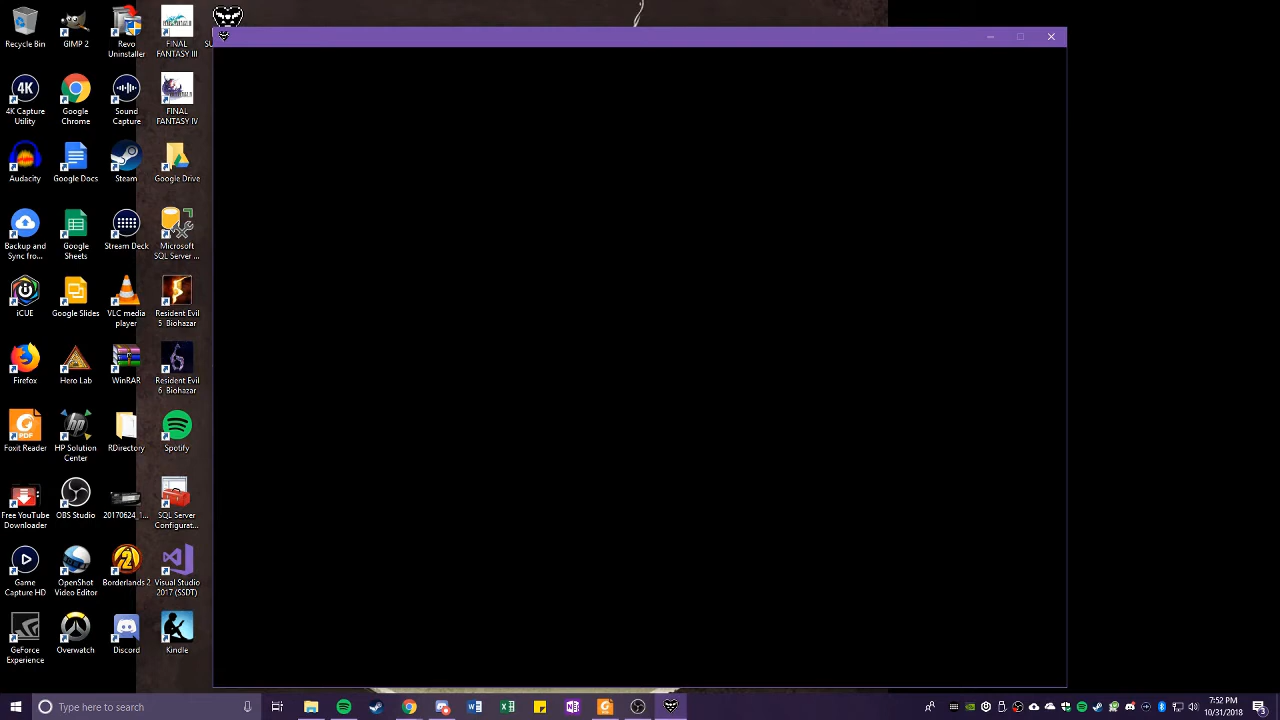 Recycle Bin
GIMP 2
Revo
Uninstaller
FINAL
FANTASY III
4K Capture
Utility
Google
Chrome
Sound
Capture
FINAL
FANTASY IV
Audacity
Google Docs
Steam
Google Drive
Backup and
Sync fro...
Google
Sheets
Stream Deck
Microsoft
SQL Server ...
iCUE
Google Slides
VLC media
player
Resident Evil
5 Biohazar
Firefox
Hero Lab
WinRAR
Resident Evil
6 Biohazar
Foxit Reader
HP Solution
Center
RDirectory
Spotify
Free YouTube
Downloader
OBS Studio
20170624_1...
SQL Server
Configurat...
Game
Capture HD
OpenShot
Video Editor
Borderlands 2
Visual Studio
2017 (SSDT)
GeForce
Experience
Overwatch
Discord
Kindle
Type here to search
7:52 PM
10/31/2018